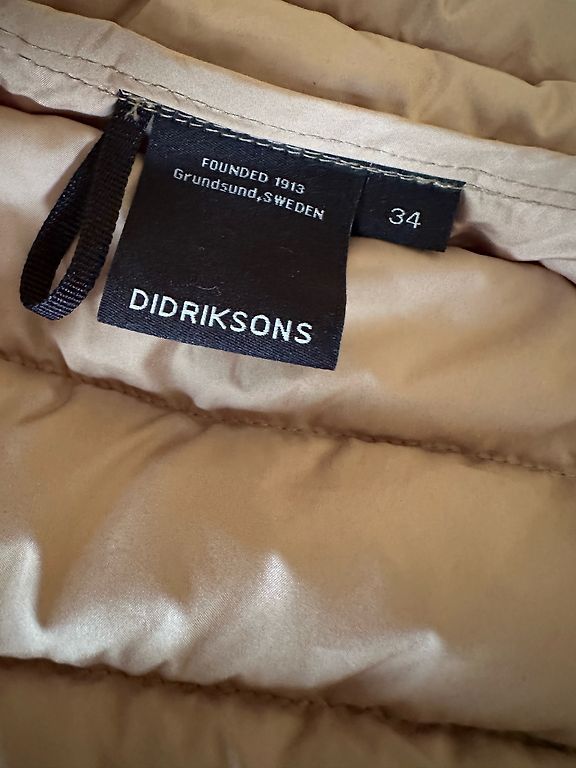 FOUNDED 1913
Grundsund,SWEDEN
DIDRIKSONS
34